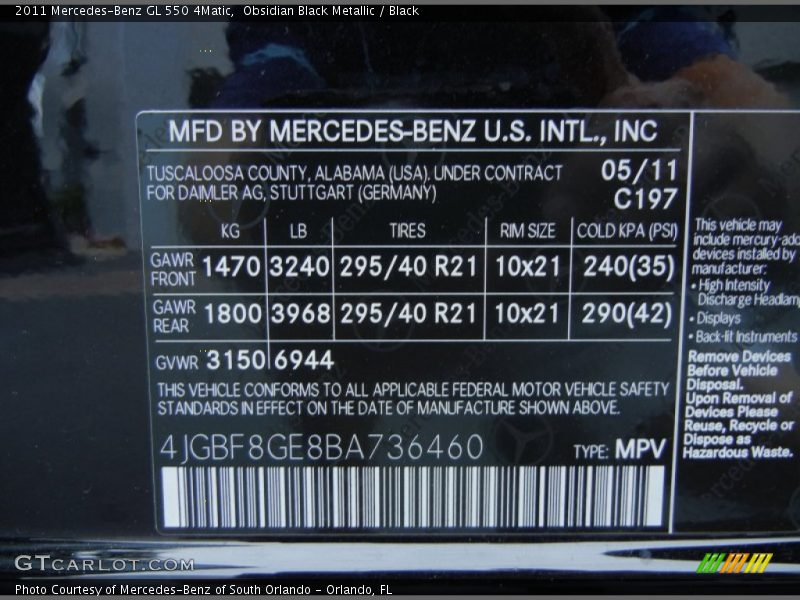 2011 Mercedes-Benz GL 550 4Matic,  Obsidian Black Metallic / Black
MFD BY MERCEDES-BENZ U.S. INTL., INC
TUSCALOOSA COUNTY, ALABAMA (USA). UNDER CONTRACT 05/11
FOR DAIMLER AG, STUTTGART (GERMANY) C197
KG LB TIRES RIM SIZE COLD KPA (PSI)
GAWR FRONT 1470 3240 295/40 R21 10x21 240(35)
GAWR REAR 1800 3968 295/40 R21 10x21 290(42)
GVWR 3150 6944
THIS VEHICLE CONFORMS TO ALL APPLICABLE FEDERAL MOTOR VEHICLE SAFETY
STANDARDS IN EFFECT ON THE DATE OF MANUFACTURE SHOWN ABOVE.
4JGBF8GE8BA736460 TYPE: MPV
This vehicle may
include mercury-add
devices installed by
manufacturer:
• High Intensity
Discharge Headlamp
• Displays
• Back-lit Instruments
Remove Devices
Before Vehicle
Disposal.
Upon Removal of
Devices Please
Reuse, Recycle or
Dispose as
Hazardous Waste.
GTCARLOT.COM
Photo Courtesy of Mercedes-Benz of South Orlando - Orlando, FL